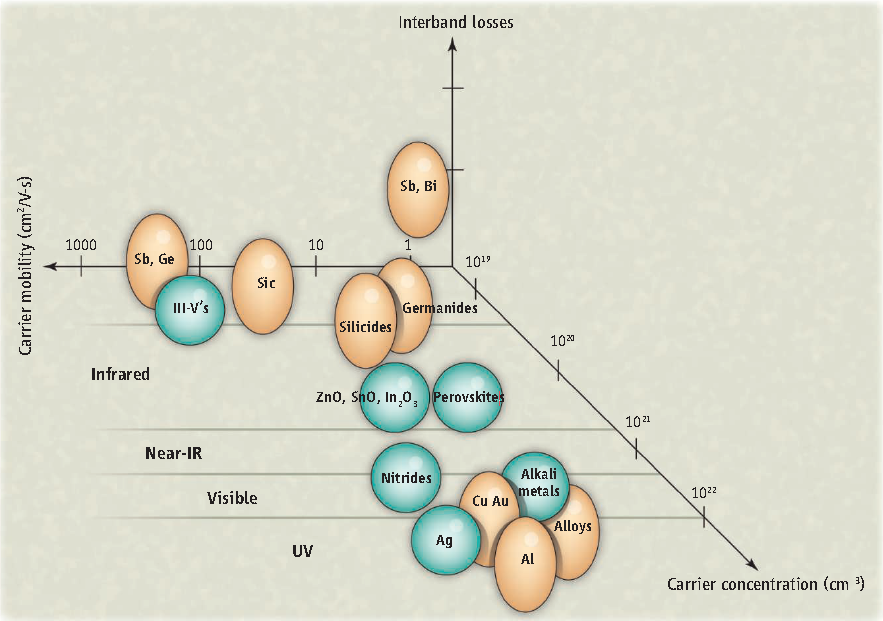 Interband losses
Carrier mobility (cm²/V-s)
Sb, Bi
1000
100
10
1
10¹⁹
Sb, Ge
Sic
III-V's
Germanides
Silicides
10²⁰
Infrared
ZnO, SnO, In₂O₃
Perovskites
10²¹
Near-IR
Nitrides
Alkali
metals
Visible
Cu Au
10²²
Alloys
Ag
UV
Al
Carrier concentration (cm ³)